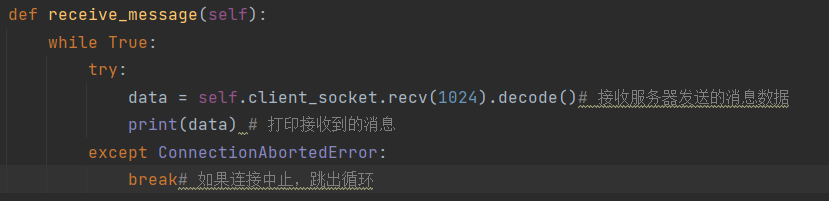 def receive_message(self):
    while True:
        try:
            data = self.client_socket.recv(1024).decode()# 接收服务器发送的消息数据
            print(data) # 打印接收到的消息
        except ConnectionAbortedError:
            break# 如果连接中止，跳出循环